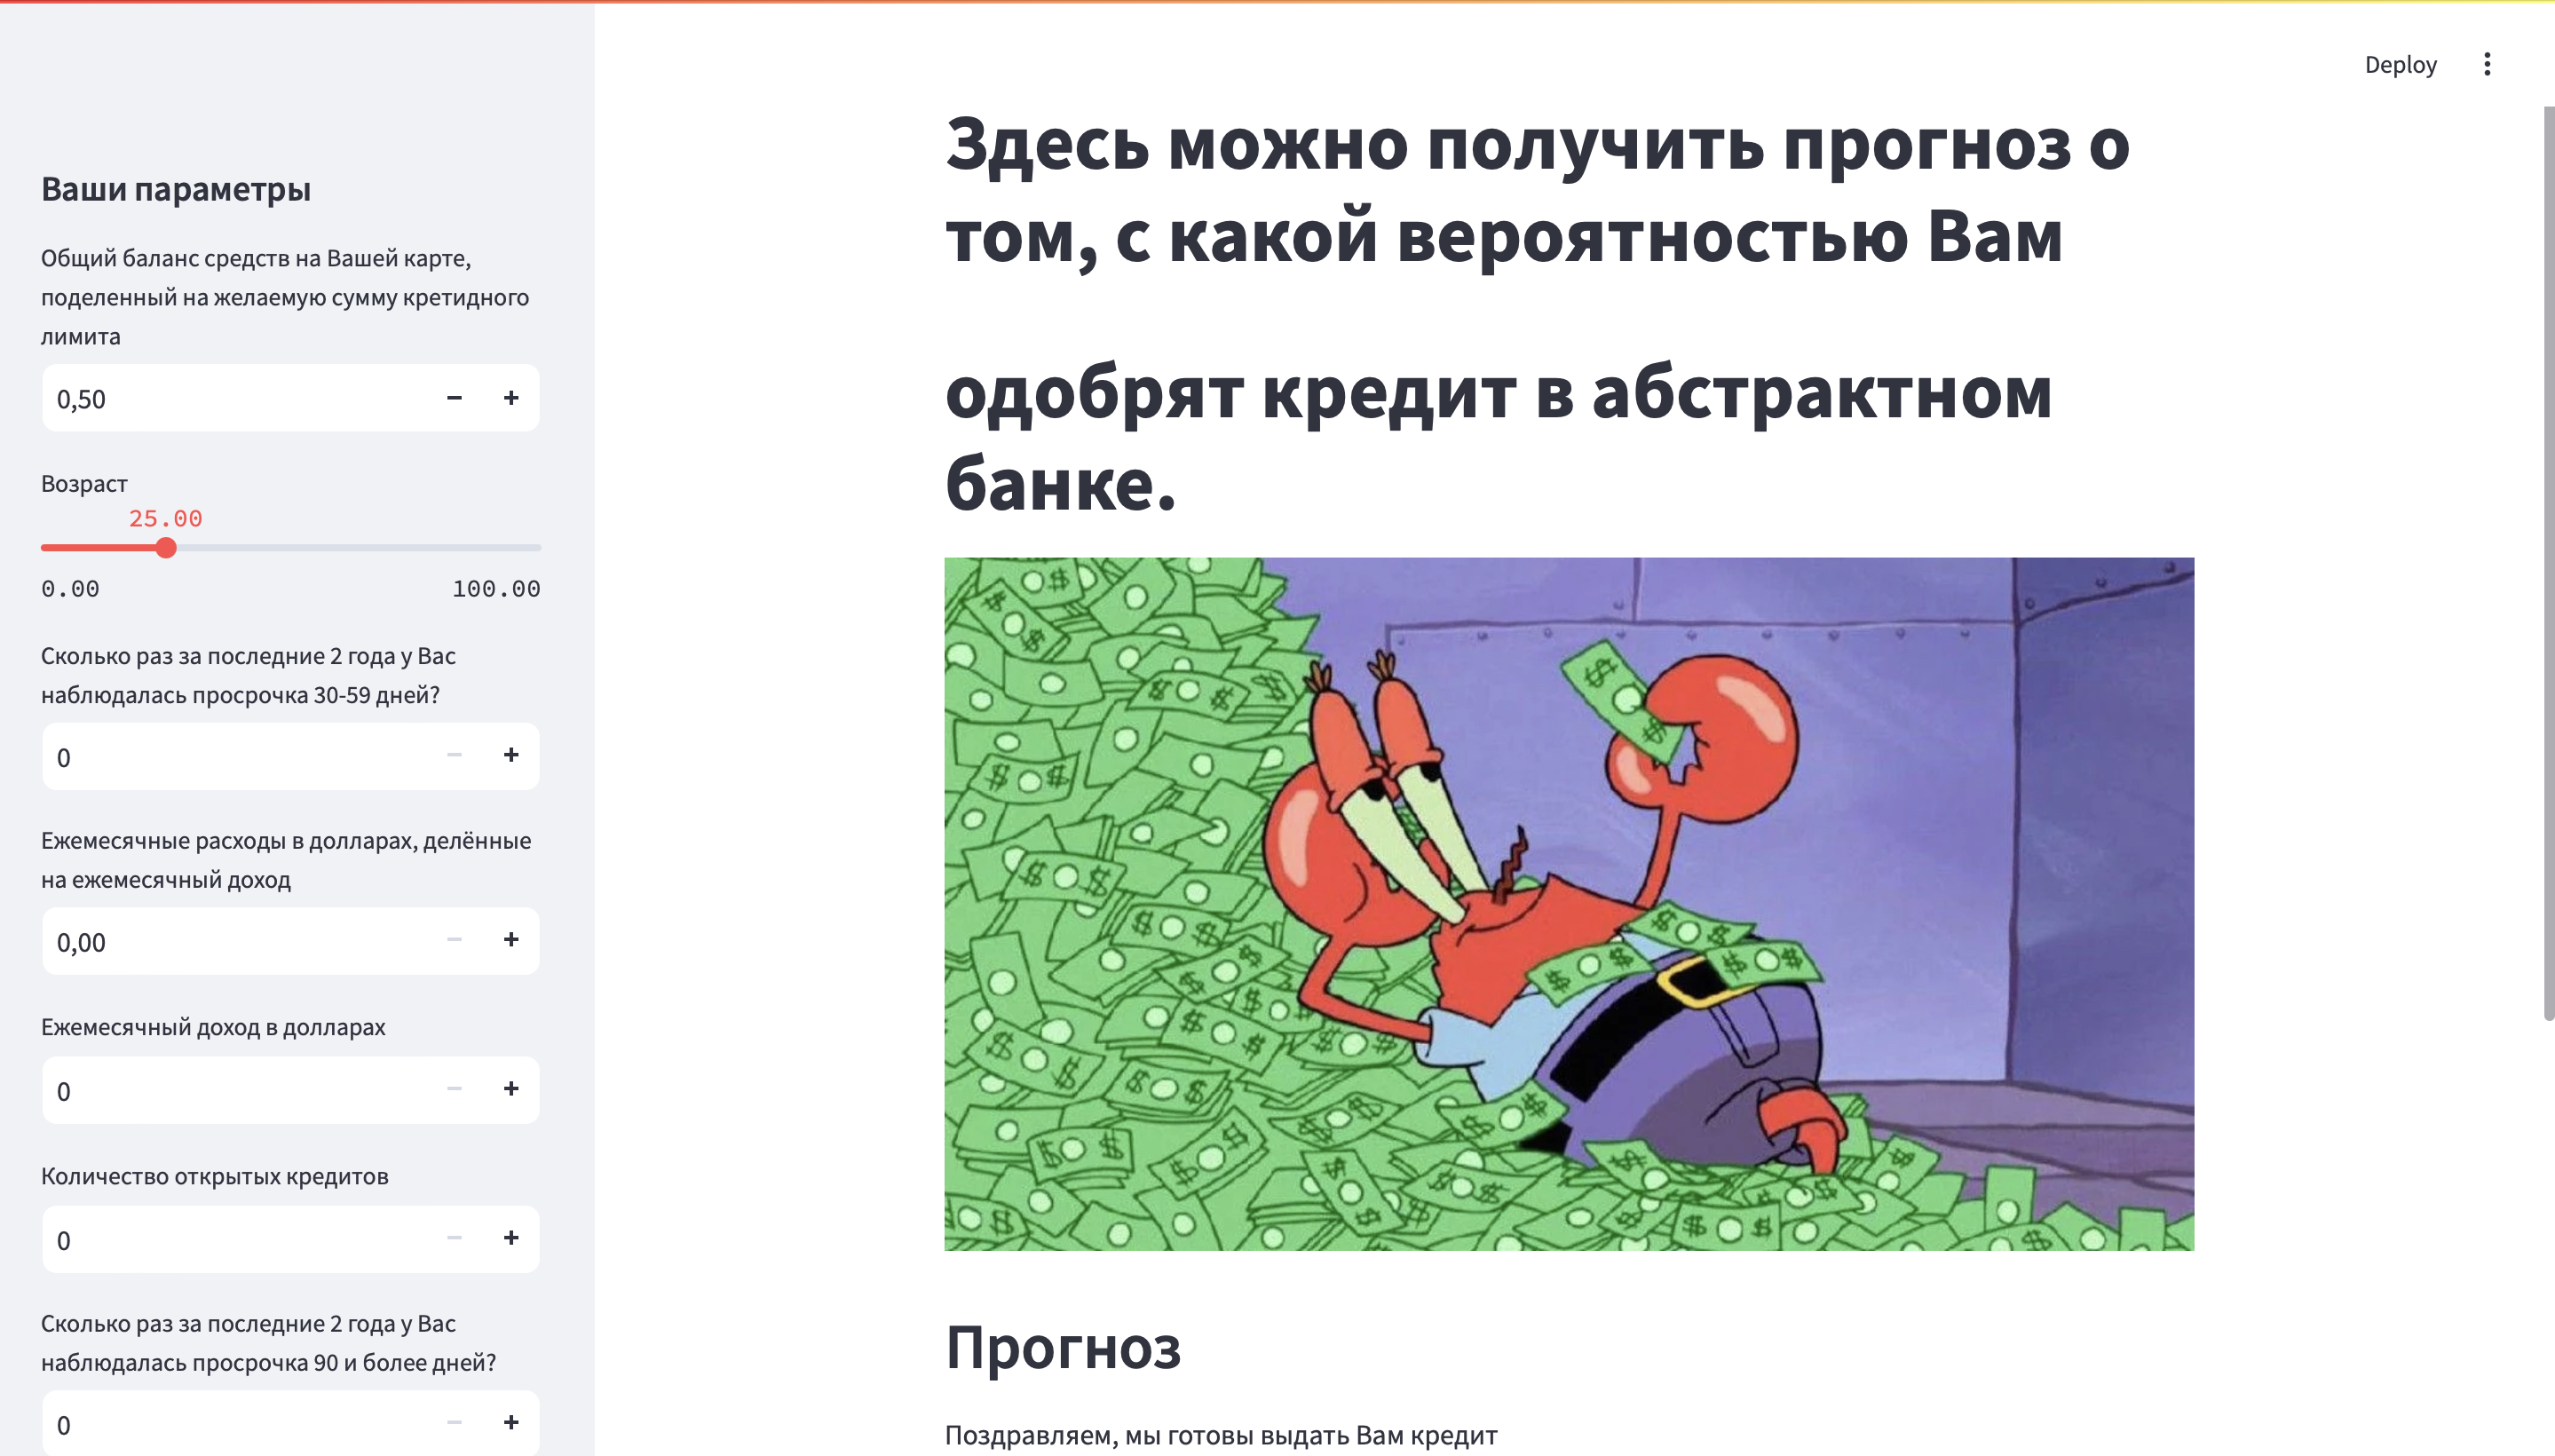 Deploy
Ваши параметры
Общий баланс средств на Вашей карте,
поделенный на желаемую сумму кретидного
лимита
0,50
Возраст
25.00
0.00 100.00
Сколько раз за последние 2 года у Вас
наблюдалась просрочка 30-59 дней?
0
Ежемесячные расходы в долларах, делённые
на ежемесячный доход
0,00
Ежемесячный доход в долларах
0
Количество открытых кредитов
0
Сколько раз за последние 2 года у Вас
наблюдалась просрочка 90 и более дней?
0
Здесь можно получить прогноз о
том, с какой вероятностью Вам
одобрят кредит в абстрактном
банке.
Прогноз
Поздравляем, мы готовы выдать Вам кредит